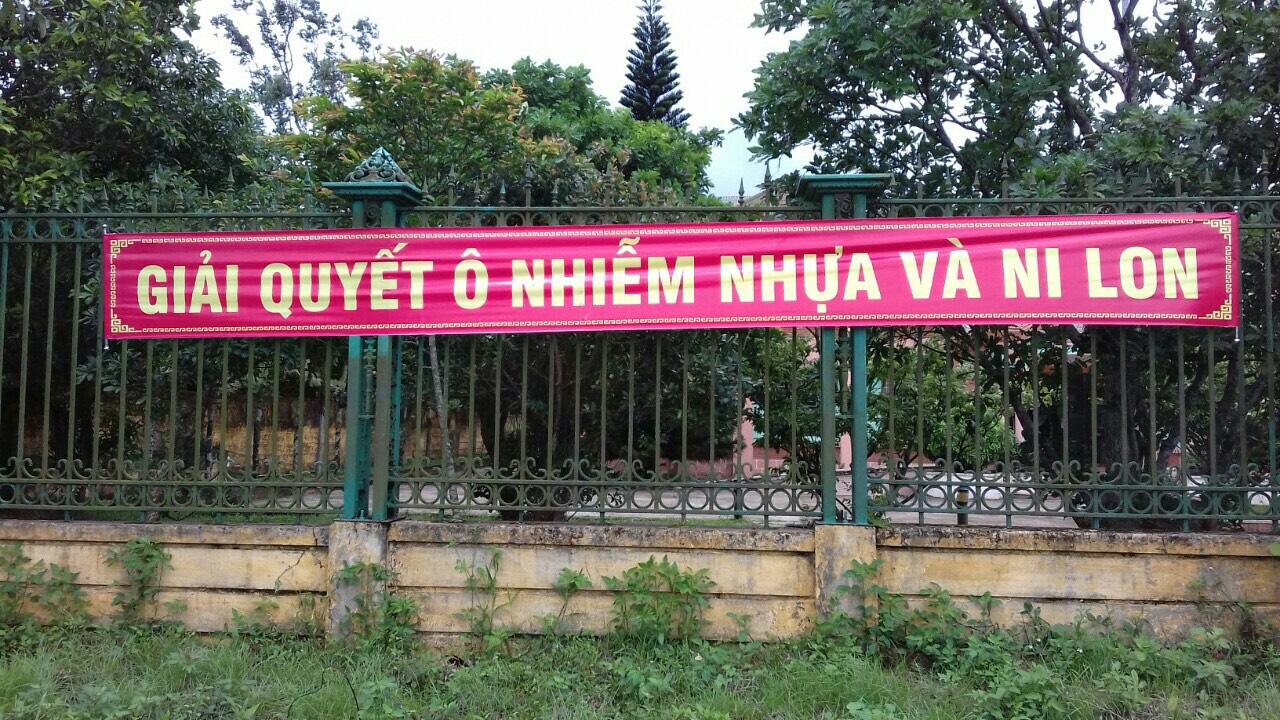 GIẢI QUYẾT Ô NHIỄM NHỰA VÀ NI LON